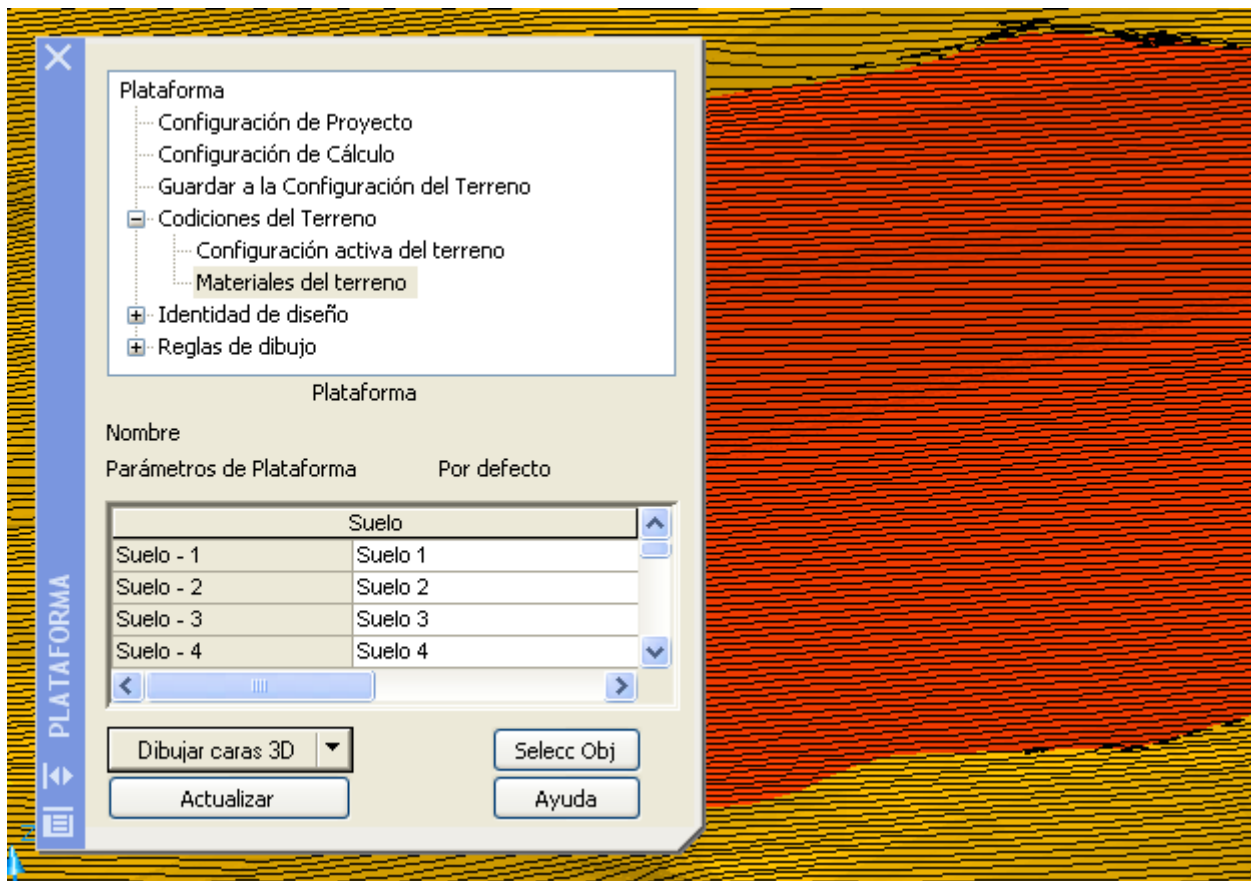 Plataforma
Configuración de Proyecto
Configuración de Cálculo
Guardar a la Configuración del Terreno
Codiciones del Terreno
Configuración activa del terreno
Materiales del terreno
Identidad de diseño
Reglas de dibujo
Plataforma
Nombre
Parámetros de Plataforma Por defecto
Suelo
Suelo - 1 Suelo 1
Suelo - 2 Suelo 2
Suelo - 3 Suelo 3
Suelo - 4 Suelo 4
Dibujar caras 3D Selecc Obj
Actualizar Ayuda
PLATAFORMA
Z